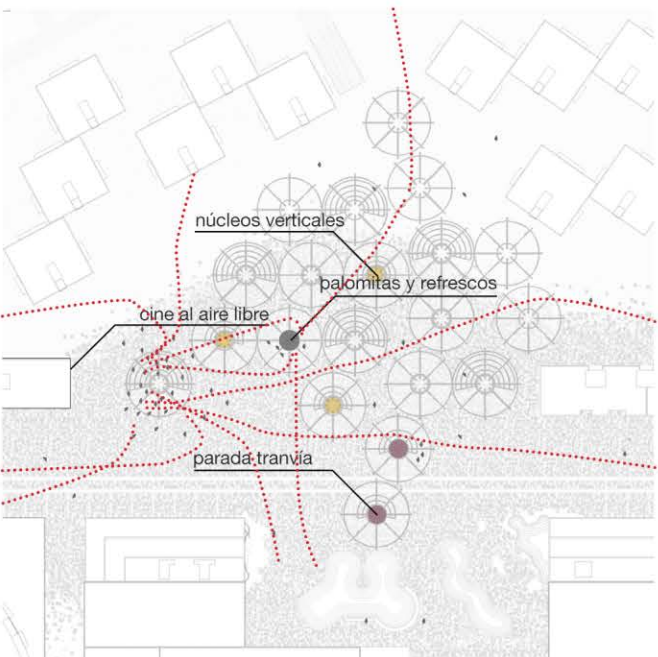 núcleos verticales
palomitas y refrescos
cine al aire libre
parada tranvía